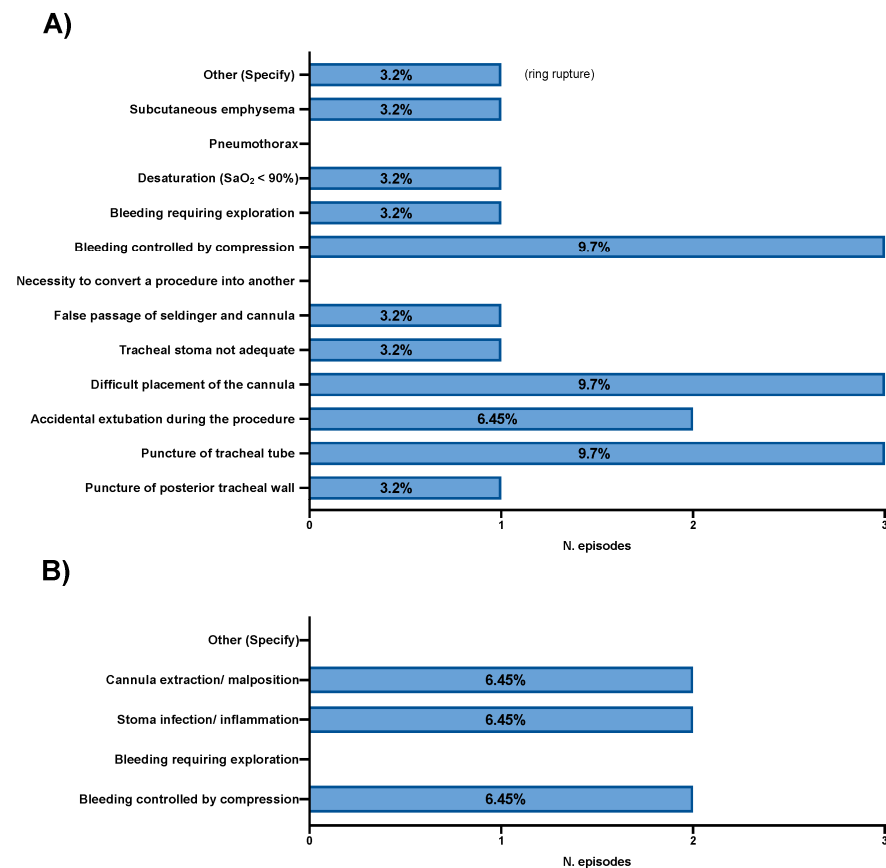 A)
Other (Specify) 3.2% (ring rupture)
Subcutaneous emphysema 3.2%
Pneumothorax
Desaturation (SaO₂ < 90%) 3.2%
Bleeding requiring exploration 3.2%
Bleeding controlled by compression 9.7%
Necessity to convert a procedure into another
False passage of seldinger and cannula 3.2%
Tracheal stoma not adequate 3.2%
Difficult placement of the cannula 9.7%
Accidental extubation during the procedure 6.45%
Puncture of tracheal tube 9.7%
Puncture of posterior tracheal wall 3.2%
0 1 2 3
N. episodes
B)
Other (Specify)
Cannula extraction/ malposition 6.45%
Stoma infection/ inflammation 6.45%
Bleeding requiring exploration
Bleeding controlled by compression 6.45%
0 1 2 3
N. episodes